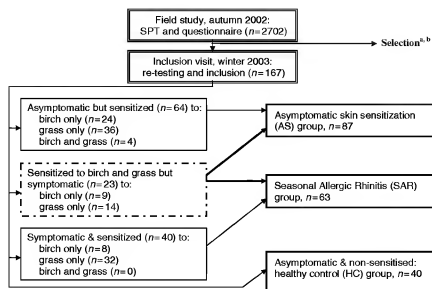 Field study, autumn 2002:
SPT and questionnaire (n=2702)
Selectiona, b
Inclusion visit, winter 2003:
re-testing and inclusion (n=167)
Asymptomatic but sensitized (n=64) to:
birch only (n=24)
grass only (n=36)
birch and grass (n=4)
Asymptomatic skin sensitization
(AS) group, n=87
Sensitized to birch and grass but
symptomatic (n=23) to:
birch only (n=9)
grass only (n=14)
Seasonal Allergic Rhinitis (SAR)
group, n=63
Symptomatic & sensitized (n=40) to:
birch only (n=8)
grass only (n=32)
birch and grass (n=0)
Asymptomatic & non-sensitised:
healthy control (HC) group, n=40